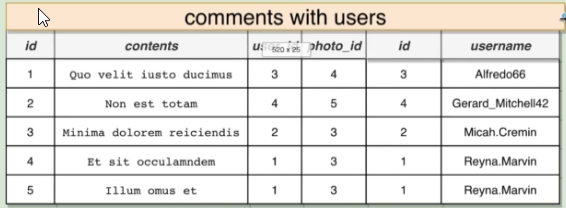 comments with users
id contents photo_id id username
520 x 25
1 Quo velit iusto ducimus 3 4 3 Alfredo66
2 Non est totam 4 5 4 Gerard_Mitchell42
3 Minima dolorem reiciendis 2 3 2 Micah.Cremin
4 Et sit occulamndem 1 3 1 Reyna.Marvin
5 Illum omus et 1 3 1 Reyna.Marvin